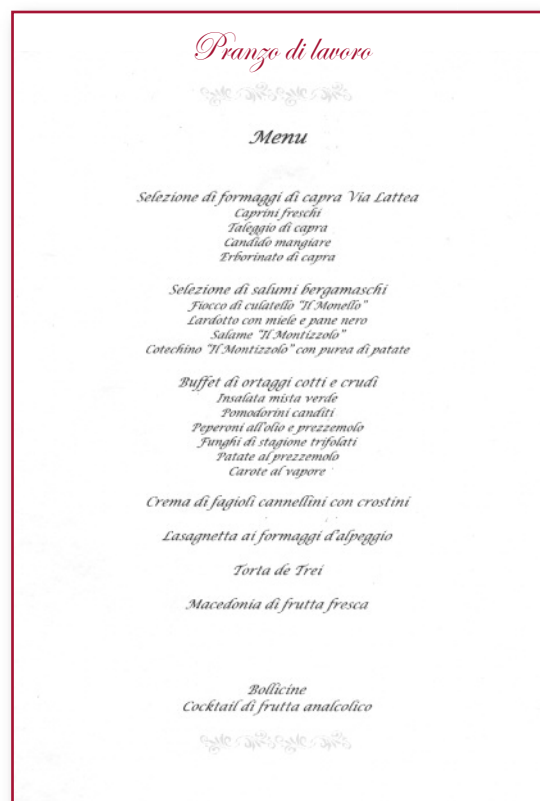 Pranzo di lavoro
Menu
Selezione di formaggi di capra Via Lattea
Caprini freschi
Taleggio di capra
Candido mangiare
Erborinato di capra
Selezione di salumi bergamaschi
Fiocco di culatello "Il Monello"
Lardotto con miele e pane nero
Salame "Il Montizzolo"
Cotechino "Il Montizzolo" con purea di patate
Buffet di ortaggi cotti e crudi
Insalata mista verde
Pomodorini canditi
Peperoni all'olio e prezzemolo
Funghi di stagione trifolati
Patate al prezzemolo
Carote al vapore
Crema di fagioli cannellini con crostini
Lasagnetta ai formaggi d'alpeggio
Torta de Trei
Macedonia di frutta fresca
Bollicine
Cocktail di frutta analcolico